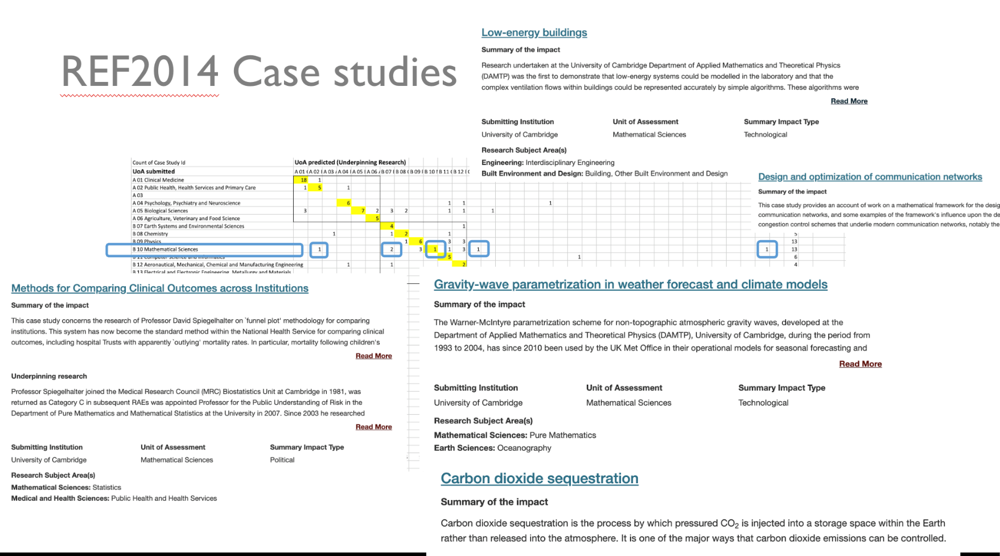 REF2014 Case studies
Low-energy buildings
Summary of the impact
Research undertaken at the University of Cambridge Department of Applied Mathematics and Theoretical Physics
(DAMTP) was the first to demonstrate that low-energy systems could be modelled in the laboratory and that the
complex ventilation flows within buildings could be represented accurately by simple algorithms. These algorithms were
Read More
Submitting Institution Unit of Assessment Summary Impact Type
University of Cambridge Mathematical Sciences Technological
Research Subject Area(s)
Engineering: Interdisciplinary Engineering
Built Environment and Design: Building, Other Built Environment and Design
Design and optimization of communication networks
Summary of the impact
This case study provides an account of work on a mathematical framework for the desig
communication networks, and some examples of the framework's influence upon the de
congestion control schemes that underlie modern communication networks, notably the
Count of Case Study Id UoA predicted (Underpinning Research)
UoA submitted A 01 ( A 02 I A 03 / A 04 I A 05 I A 06 / B 07 I B 08 ( B 09 I B 10 I B 11 ( B 12 I
A 01 Clinical Medicine 18 1
A 02 Public Health, Health Services and Primary Care 1 5 1
A 03
A 04 Psychology, Psychiatry and Neuroscience 6 1 1 1
A 05 Biological Sciences 3 7 2 3 2 1 1 1
A 06 Agriculture, Veterinary and Food Science 5
B 07 Earth Systems and Environmental Sciences 4 1
B 08 Chemistry 1 1 2 1 5
B 09 Physics 1 6 3 3 13
B 10 Mathematical Sciences 1 2 3 1 1 3 1 1 13
B 11 Computer Science and Informatics 5 1 6
B 12 Aeronautical, Mechanical, Chemical and Manufacturing Engineering 1 1 2 4
B 13 Electrical and Electronic Engineering, Metallurgy and Materials
Methods for Comparing Clinical Outcomes across Institutions
Summary of the impact
This case study concerns the research of Professor David Spiegelhalter on `funnel plot' methodology for comparing
institutions. This system has now become the standard method within the National Health Service for comparing clinical
outcomes, including hospital Trusts with apparently `outlying' mortality rates. In particular, mortality following children's
Read More
Underpinning research
Professor Spiegelhalter joined the Medical Research Council (MRC) Biostatistics Unit at Cambridge in 1981, was
returned as Category C in subsequent RAEs was appointed Professor for the Public Understanding of Risk in the
Department of Pure Mathematics and Mathematical Statistics at the University in 2007. Since 2003 he researched
Read More
Submitting Institution Unit of Assessment Summary Impact Type
University of Cambridge Mathematical Sciences Political
Research Subject Area(s)
Mathematical Sciences: Statistics
Medical and Health Sciences: Public Health and Health Services
Gravity-wave parametrization in weather forecast and climate models
Summary of the impact
The Warner-McIntyre parametrization scheme for non-topographic atmospheric gravity waves, developed at the
Department of Applied Mathematics and Theoretical Physics (DAMTP), University of Cambridge, during the period from
1993 to 2004, has since 2010 been used by the UK Met Office in their operational models for seasonal forecasting and
Read More
Submitting Institution Unit of Assessment Summary Impact Type
University of Cambridge Mathematical Sciences Technological
Research Subject Area(s)
Mathematical Sciences: Pure Mathematics
Earth Sciences: Oceanography
Carbon dioxide sequestration
Summary of the impact
Carbon dioxide sequestration is the process by which pressured CO₂ is injected into a storage space within the Earth
rather than released into the atmosphere. It is one of the major ways that carbon dioxide emissions can be controlled.